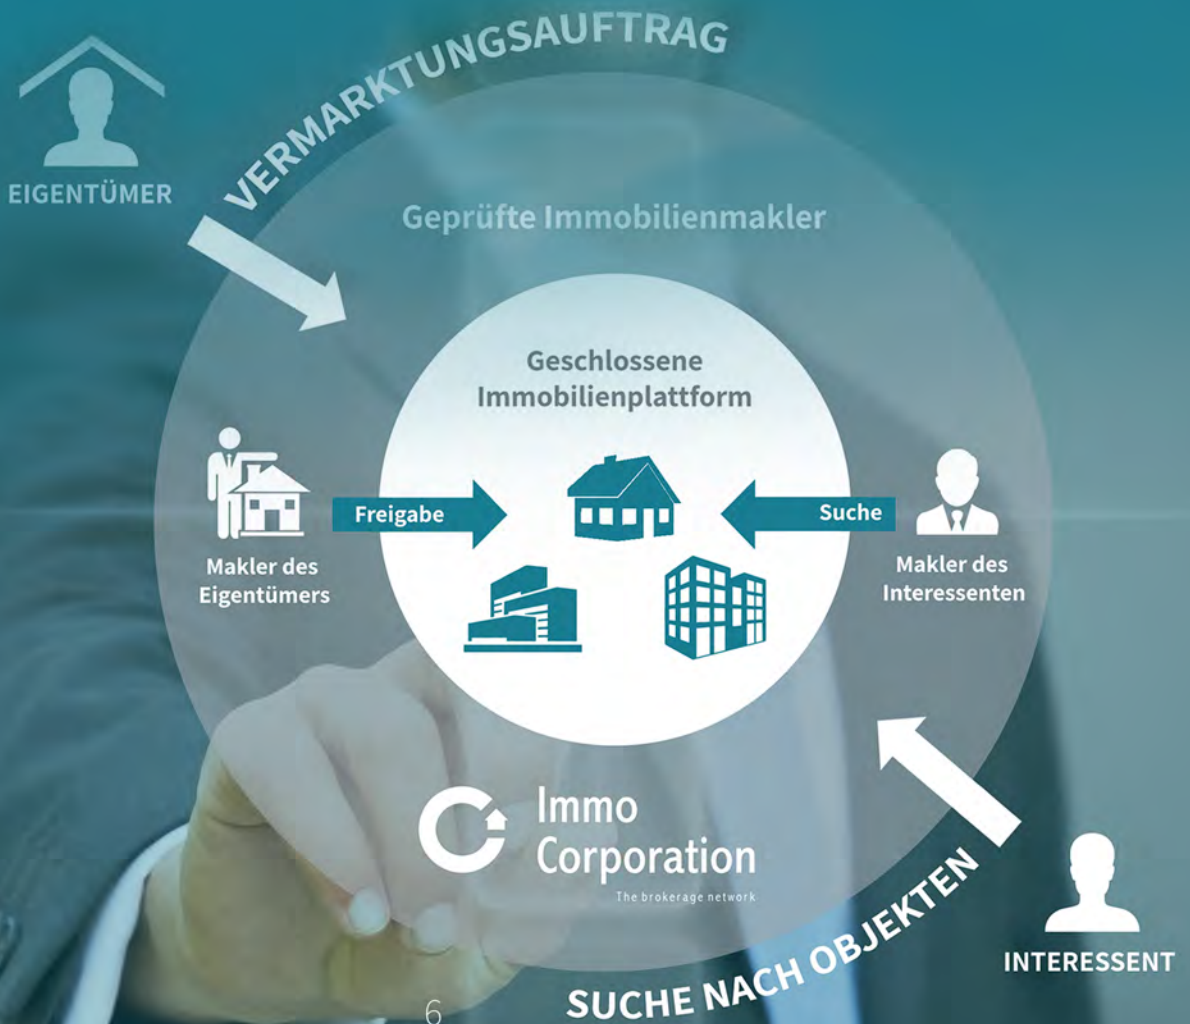 VERMARKTUNGSAUFTRAG
EIGENTÜMER
Geprüfte Immobilienmakler
Geschlossene
Immobilienplattform
Freigabe
Suche
Makler des
Eigentümers
Makler des
Interessenten
Immo
Corporation
The brokerage network
SUCHE NACH OBJEKTEN
INTERESSENT
6